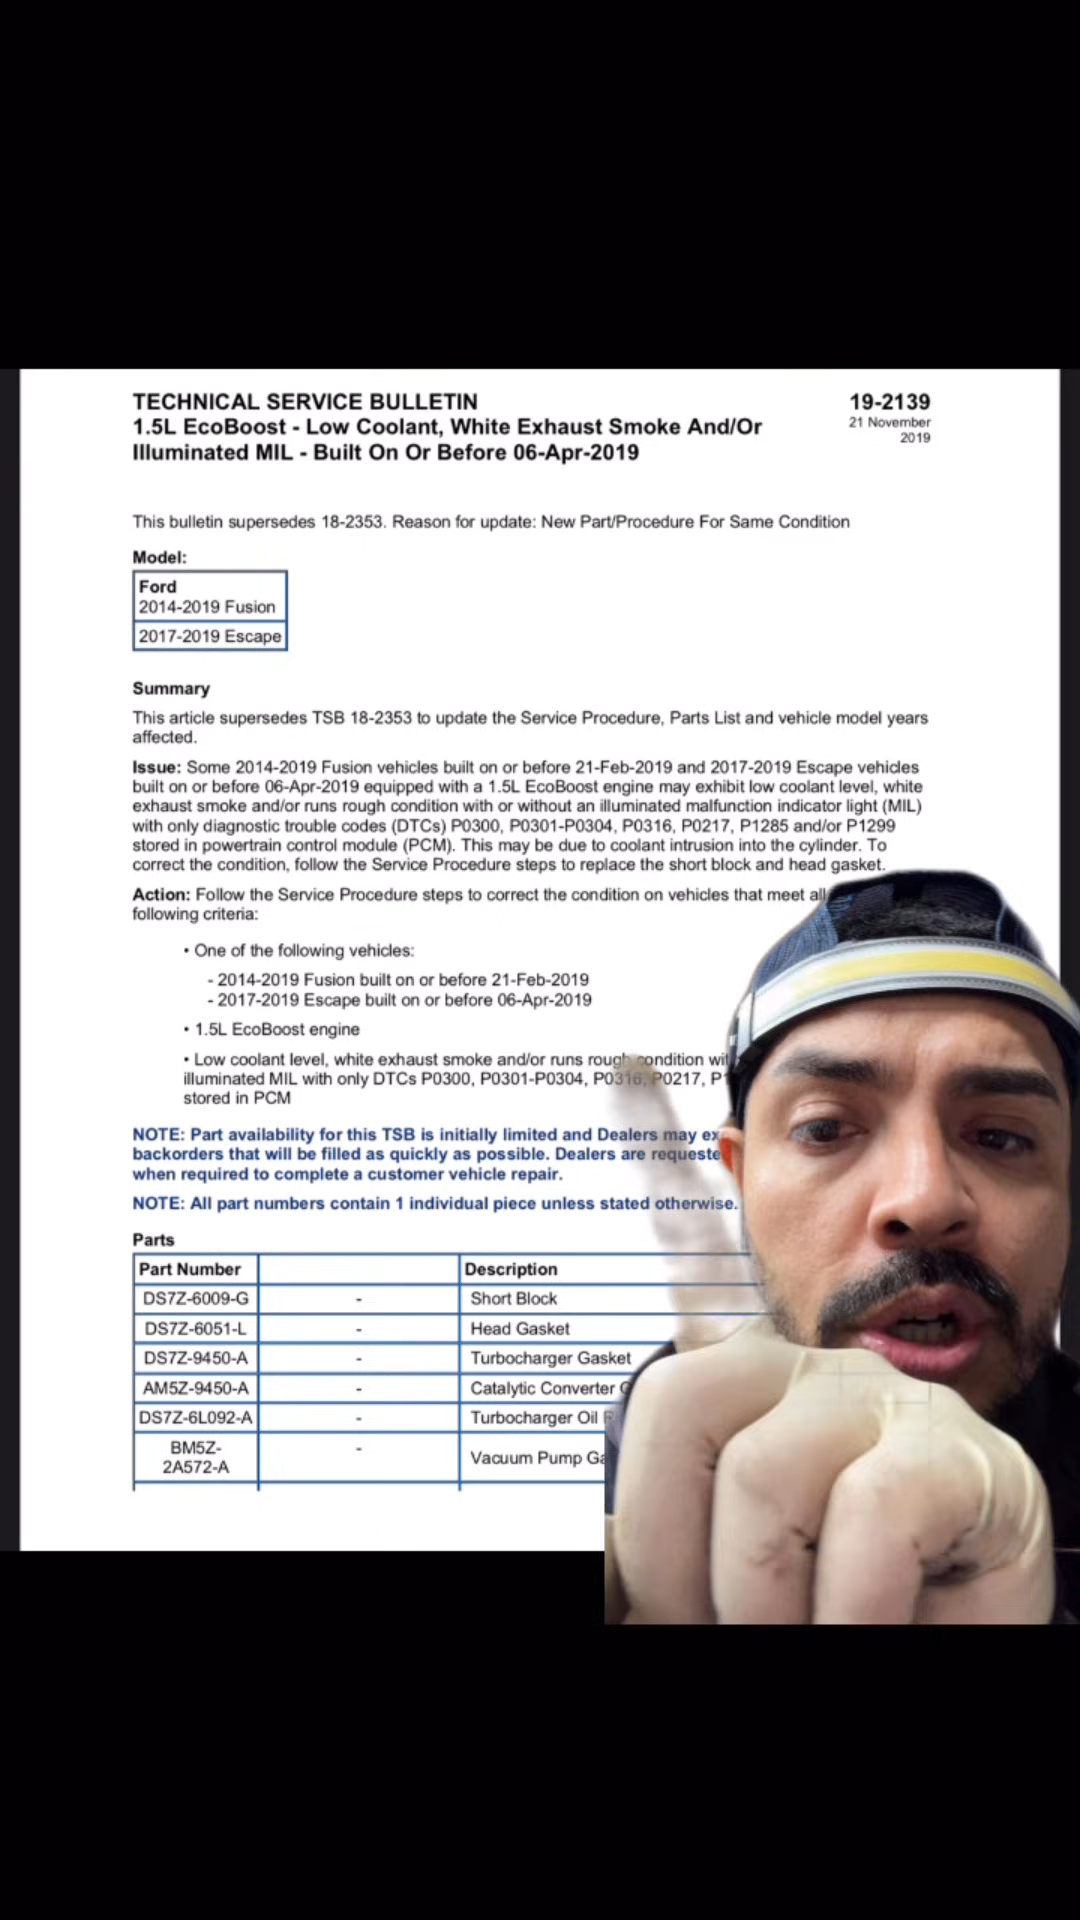 TECHNICAL SERVICE BULLETIN
19-2139
1.5L EcoBoost - Low Coolant, White Exhaust Smoke And/Or
21 November
2019
Illuminated MIL - Built On Or Before 06-Apr-2019
This bulletin supersedes 18-2353. Reason for update: New Part/Procedure For Same Condition
Model:
Ford
2014-2019 Fusion
2017-2019 Escape
Summary
This article supersedes TSB 18-2353 to update the Service Procedure, Parts List and vehicle model years
affected.
Issue: Some 2014-2019 Fusion vehicles built on or before 21-Feb-2019 and 2017-2019 Escape vehicles
built on or before 06-Apr-2019 equipped with a 1.5L EcoBoost engine may exhibit low coolant level, white
exhaust smoke and/or runs rough condition with or without an illuminated malfunction indicator light (MIL)
with only diagnostic trouble codes (DTCs) P0300, P0301-P0304, P0316, P0217, P1285 and/or P1299
stored in powertrain control module (PCM). This may be due to coolant intrusion into the cylinder. To
correct the condition, follow the Service Procedure steps to replace the short block and head gasket.
Action: Follow the Service Procedure steps to correct the condition on vehicles that meet all
following criteria:
• One of the following vehicles:
- 2014-2019 Fusion built on or before 21-Feb-2019
- 2017-2019 Escape built on or before 06-Apr-2019
• 1.5L EcoBoost engine
• Low coolant level, white exhaust smoke and/or runs rough condition
illuminated MIL with only DTCs P0300, P0301-P0304, P0316, P0217,
stored in PCM
NOTE: Part availability for this TSB is initially limited and Dealers may
backorders that will be filled as quickly as possible. Dealers are
when required to complete a customer vehicle repair.
NOTE: All part numbers contain 1 individual piece unless stated otherwise.
Parts
Part Number Description
DS7Z-6009-G - Short Block
DS7Z-6051-L - Head Gasket
DS7Z-9450-A - Turbocharger Gasket
AM5Z-9450-A - Catalytic Converter
DS7Z-6L092-A - Turbocharger Oil
BM5Z-
2A572-A - Vacuum Pump